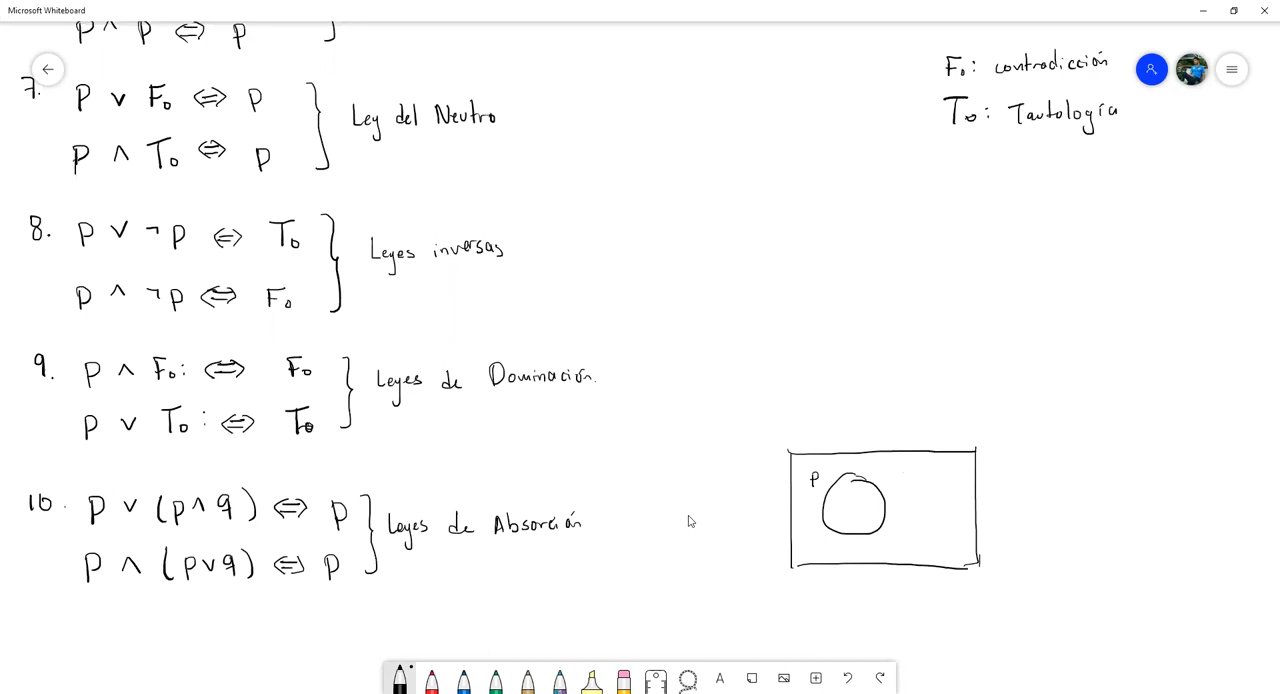 Microsoft Whiteboard
p ∧ p ⇔ p
F₀: contradicción
T₀: Tautología
7. p ∨ F₀ ⇔ p
Ley del Neutro
p ∧ T₀ ⇔ p
8. p ∨ ¬p ⇔ T₀
Leyes inversas
p ∧ ¬p ⇔ F₀
9. p ∧ F₀: ⇔ F₀
Leyes de Dominación.
p ∨ T₀: ⇔ T₀
10. p ∨ (p ∧ q) ⇔ p
Leyes de Absorción
p ∧ (p ∨ q) ⇔ p
p
A